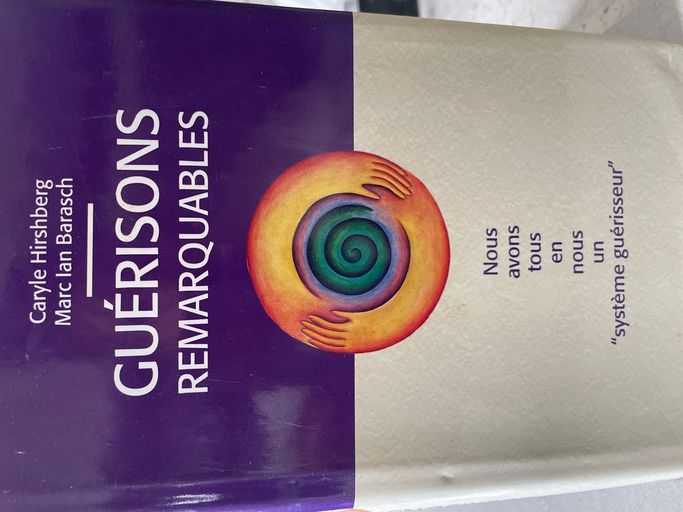 Caryle Hirshberg
Marc Ian Barasch
GUÉRISONS
REMARQUABLES
Nous
avons
tous
en
nous
un
“système guérisseur”